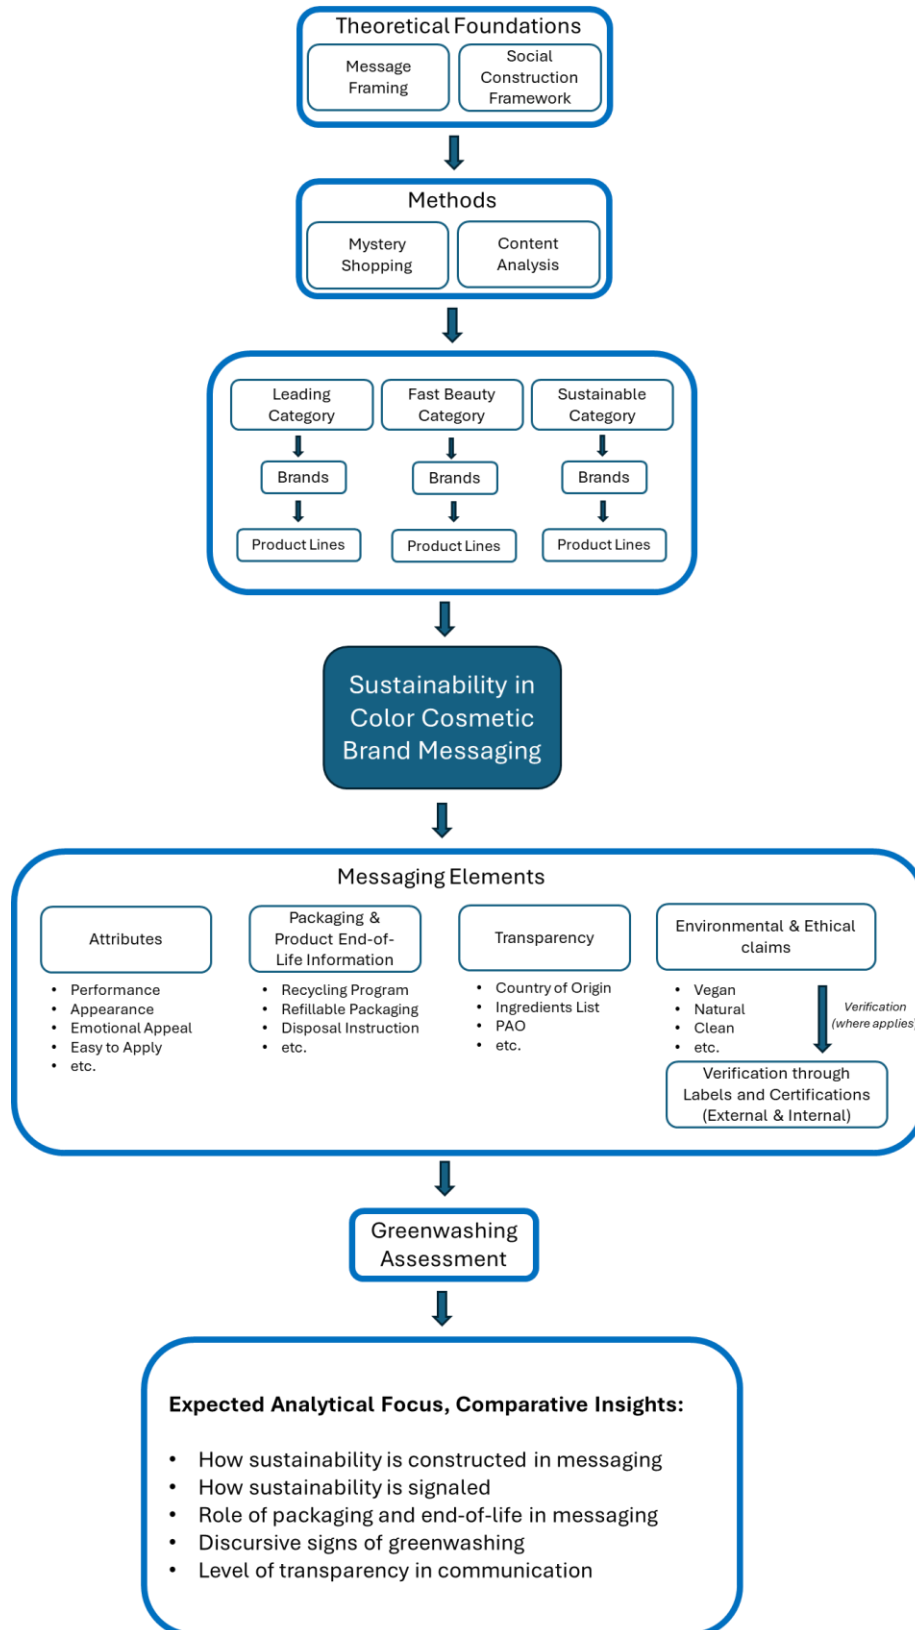 Theoretical Foundations
Message
Framing
Social
Construction
Framework
Methods
Mystery
Shopping
Content
Analysis
Leading
Category
Fast Beauty
Category
Sustainable
Category
Brands
Brands
Brands
Product Lines
Product Lines
Product Lines
Sustainability in
Color Cosmetic
Brand Messaging
Messaging Elements
Attributes
• Performance
• Appearance
• Emotional Appeal
• Easy to Apply
• etc.
Packaging &
Product End-of-
Life Information
• Recycling Program
• Refillable Packaging
• Disposal Instruction
• etc.
Transparency
• Country of Origin
• Ingredients List
• PAO
• etc.
Environmental & Ethical
claims
• Vegan
• Natural
• Clean
• etc.
Verification
(where applies)
Verification through
Labels and Certifications
(External & Internal)
Greenwashing
Assessment
Expected Analytical Focus, Comparative Insights:
• How sustainability is constructed in messaging
• How sustainability is signaled
• Role of packaging and end-of-life in messaging
• Discursive signs of greenwashing
• Level of transparency in communication